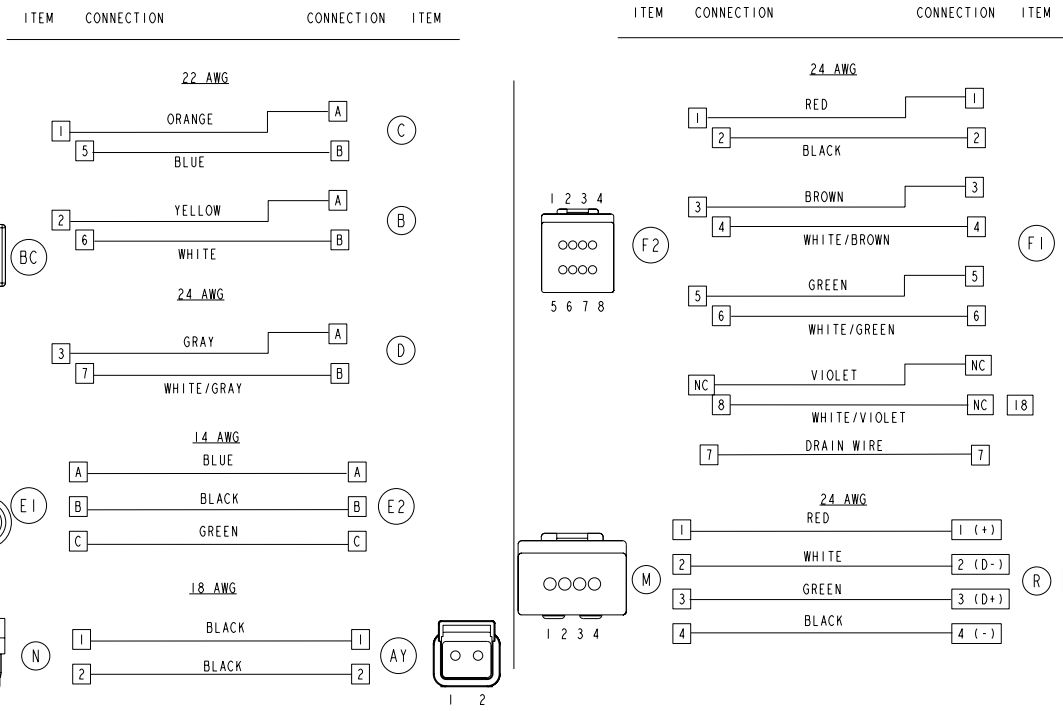 ITEM CONNECTION CONNECTION ITEM
22 AWG
ORANGE A
1 C
5 B
BLUE
YELLOW A
2 B
6 B
WHITE
BC
24 AWG
GRAY A
3 D
7 B
WHITE/GRAY
14 AWG
BLUE
A A
BLACK
E1 B B E2
GREEN
C C
18 AWG
BLACK
1 1
N AY
BLACK
2 2
1 2
ITEM CONNECTION CONNECTION ITEM
24 AWG
RED 1
1
2 2
BLACK
1 2 3 4
BROWN 3
3
4 4
WHITE/BROWN
F2 F1
5 6 7 8
GREEN 5
5
6 6
WHITE/GREEN
VIOLET NC
NC
8 NC 18
WHITE/VIOLET
DRAIN WIRE
7 7
24 AWG
RED
1 1 (+)
WHITE
2 2 (D-)
M R
GREEN
3 3 (D+)
BLACK
4 4 (-)
1 2 3 4